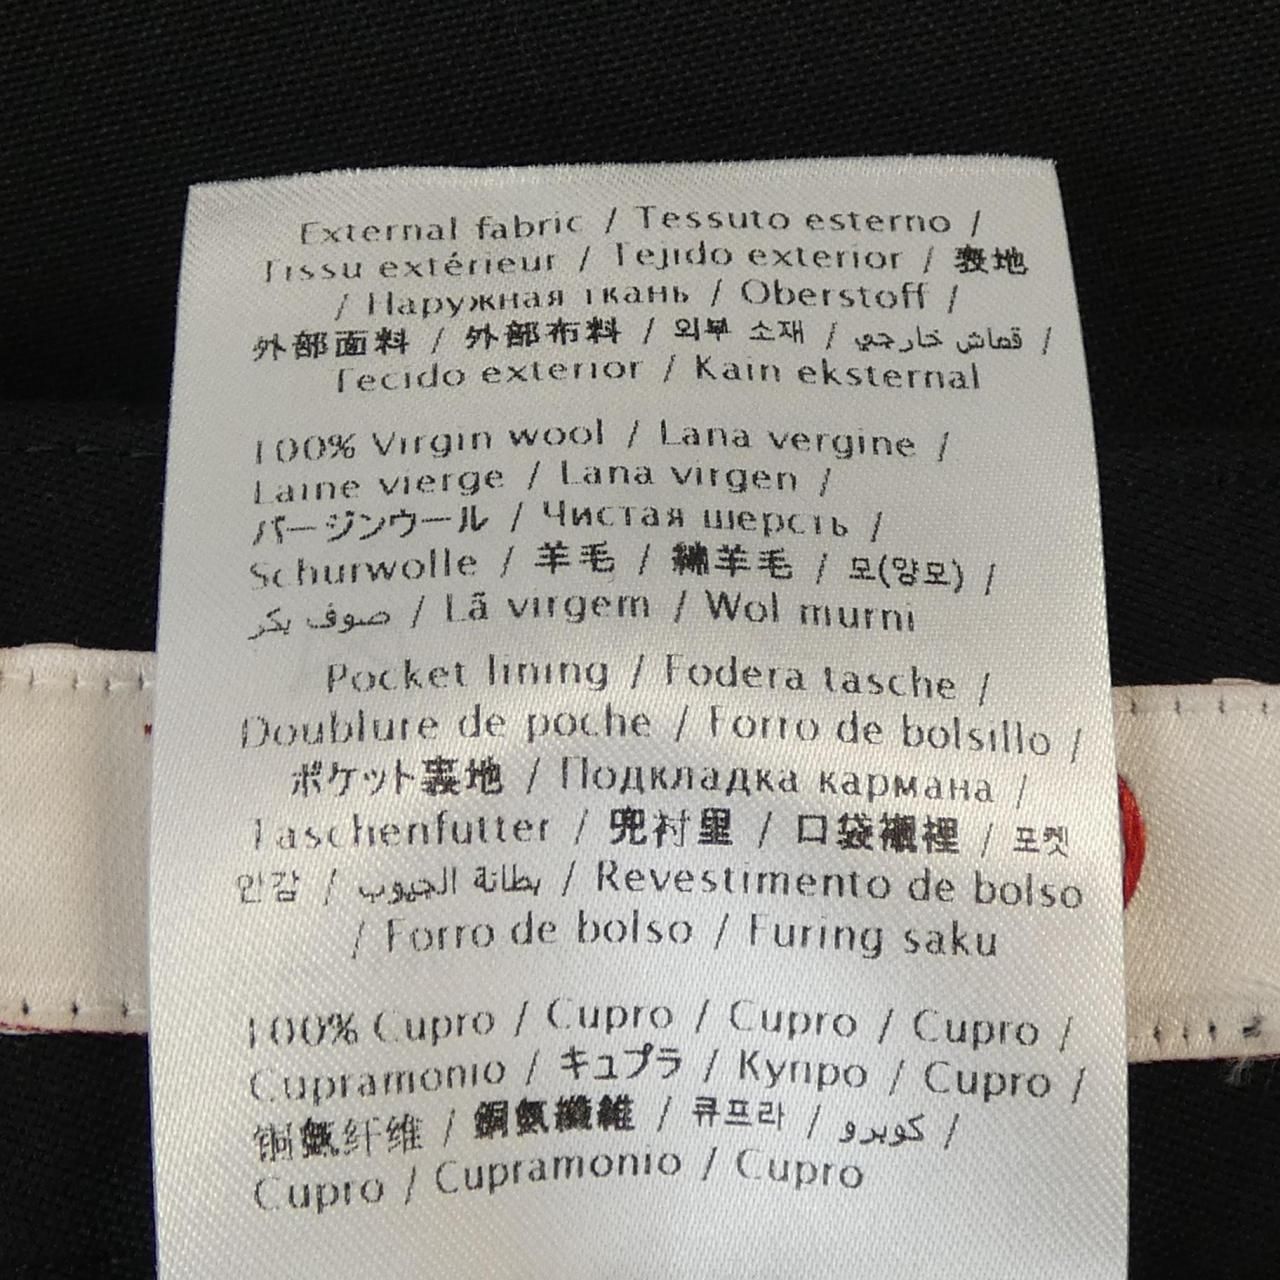 External fabric / Tessuto esterno /
Tissu extérieur / Tejido exterior / 表地
/ Наружная ткань / Oberstoff /
外部面料 / 外部布料 / 외부 소재 / قماش خارجي /
Tecido exterior / Kain eksternal
100% Virgin wool / Lana vergine /
Laine vierge / Lana virgen /
バージンウール / Чистая шерсть /
Schurwolle / 羊毛 / 綿羊毛 / 모(양모) /
صوف بكر / Lã virgem / Wol murni
Pocket lining / Fodera tasche /
Doublure de poche / Forro de bolsillo /
ポケット裏地 / Подкладка кармана /
Taschenfutter / 兜衬里 / 口袋襯裡 / 포켓
안감 / بطانة الجيوب / Revestimento de bolso
/ Forro de bolso / Furing saku
100% Cupro / Cupro / Cupro / Cupro /
Cupramonio / キュプラ / Купро / Cupro /
铜氨纤维 / 銅氨纖維 / 큐프라 / كوبرو /
Cupro / Cupramonio / Cupro